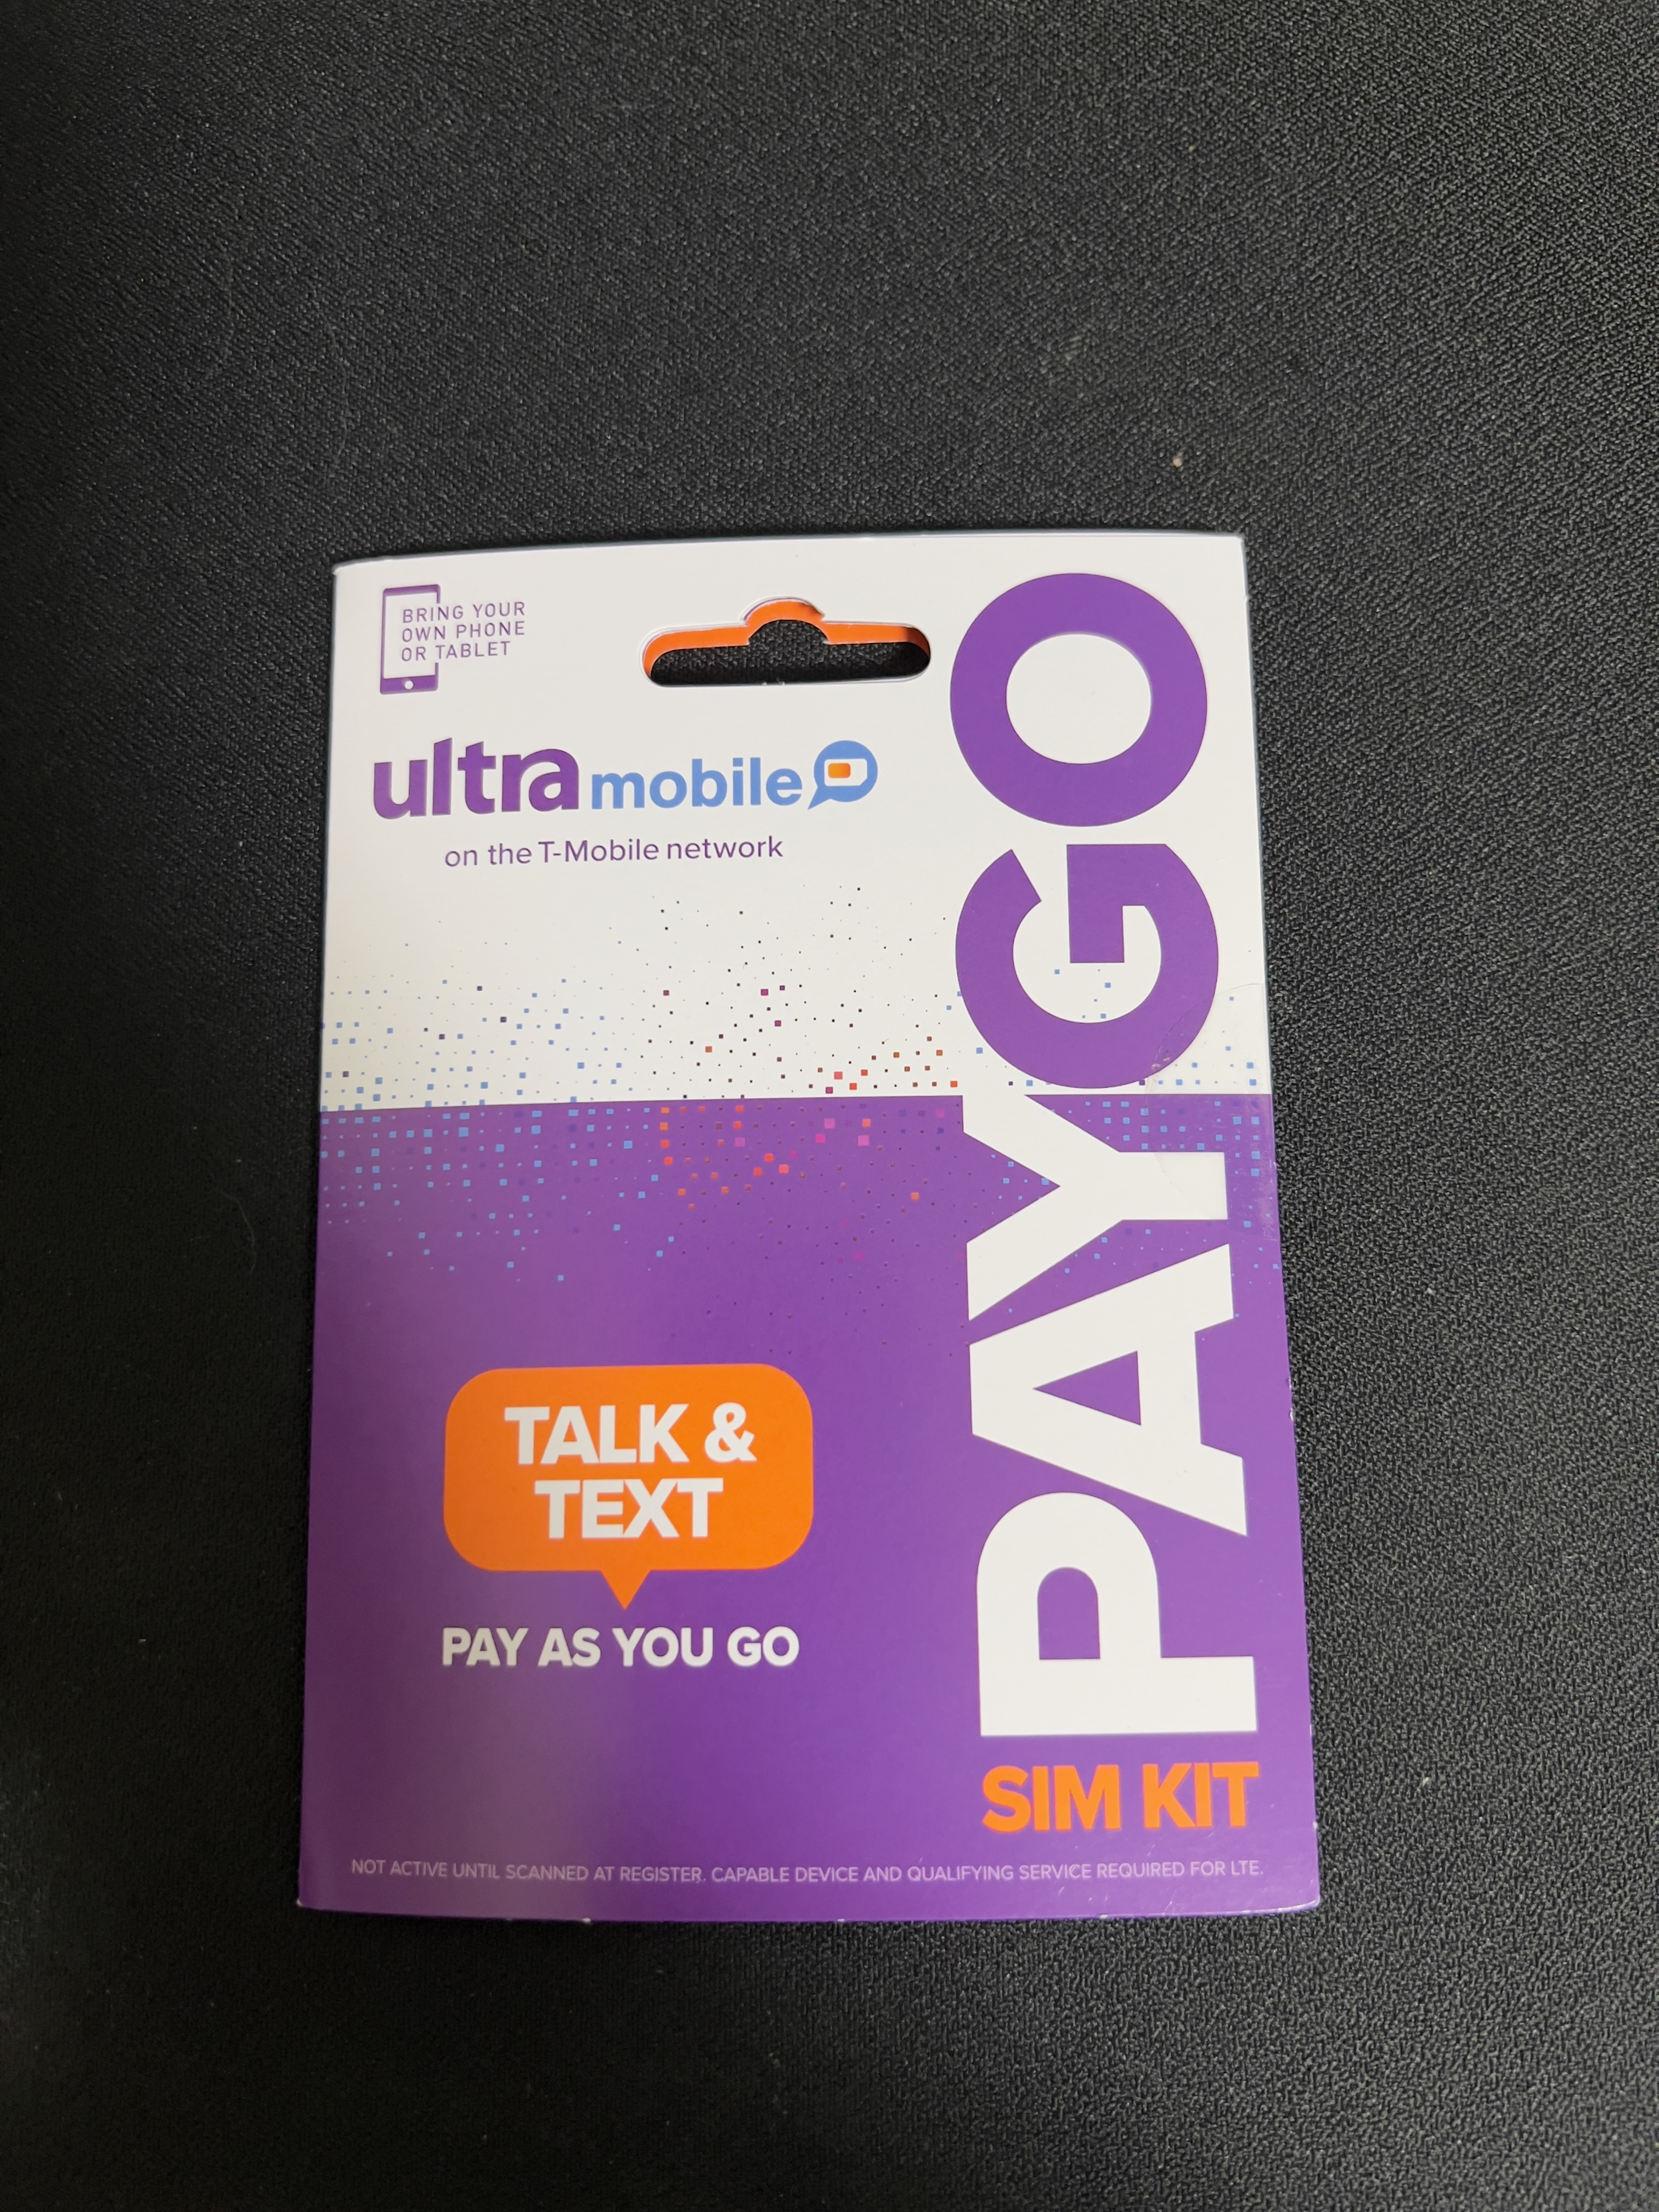 BRING YOUR
OWN PHONE
OR TABLET
ultra mobile
on the T-Mobile network
PAYGO
TALK &
TEXT
PAY AS YOU GO
SIM KIT
NOT ACTIVE UNTIL SCANNED AT REGISTER. CAPABLE DEVICE AND QUALIFYING SERVICE REQUIRED FOR LTE.